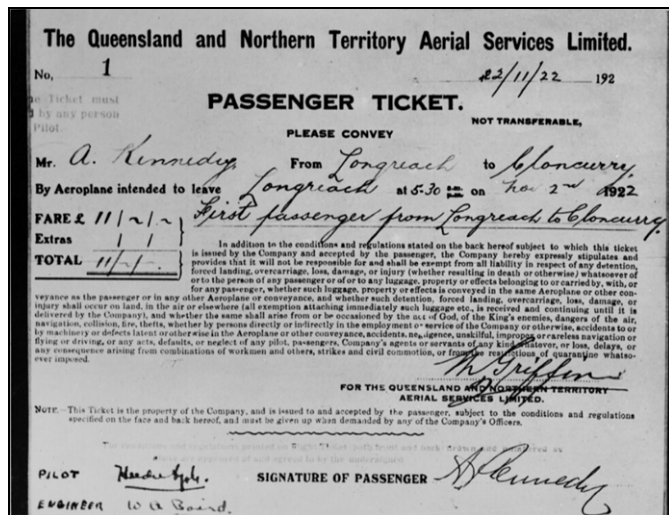 The Queensland and Northern Territory Aerial Services Limited.
No, 1 22/11/22 192
e Ticket must
d by any person
Pilot.
PASSENGER TICKET.
NOT TRANSFERABLE,
PLEASE CONVEY
Mr. A. Kennedy, From Longreach to Cloncurry,
By Aeroplane intended to leave Longreach at 5-30 on Nov 2nd 1922
FARE £ 11/~/~ First passenger from Longreach to Cloncurry,
Extras
TOTAL 11/-/-
In addition to the conditions and regulations stated on the back hereof subject to which this ticket
is issued by the Company and accepted by the passenger, the Company hereby expressly stipulates and
provides that it will not be responsible for and shall be exempt from all liability in respect of any detention,
forced landing, overcarriage, loss, damage, or injury (whether resulting in death or otherwise) whatsoever of
or to the person of any passenger or of or to any luggage, property or effects belonging to or carried by, with, or
for any passenger, whether such luggage, property or effects is conveyed in the same Aeroplane or other con-
veyance as the passenger or in any other Aeroplane or conveyance, and whether such detention, forced landing, overcarriage, loss, damage, or
injury shall occur on land, in the air or elsewhere (all exemption attaching immediately such luggage etc., is received and continuing until it is
delivered by the Company), and whether the same shall arise from or be occasioned by the act of God, of the King's enemies, dangers of the air,
navigation, collision, fire, thefts, whether by persons directly or indirectly in the employment or service of the Company or otherwise, accidents to or
by machinery or defects latent or otherwise in the Aeroplane or other conveyance, accidents, negligence, unskilful, improper or careless navigation or
flying or driving, or any acts, defaults, or neglect of any pilot, passengers, Company's agents or servants of any kind whatever, or loss, delays, or
any consequence arising from combinations of workmen and others, strikes and civil commotion, or from the restrictions of quarantine whatso-
ever imposed.
Griffin
FOR THE QUEENSLAND AND NORTHERN TERRITORY
AERIAL SERVICES LIMITED.
NOTE.—This Ticket is the property of the Company, and is issued to and accepted by the passenger, subject to the conditions and regulations
specified on the face and back hereof, and must be given up when demanded by any of the Company's Officers.
PILOT SIGNATURE OF PASSENGER A Kennedy
ENGINEER W A Baird.